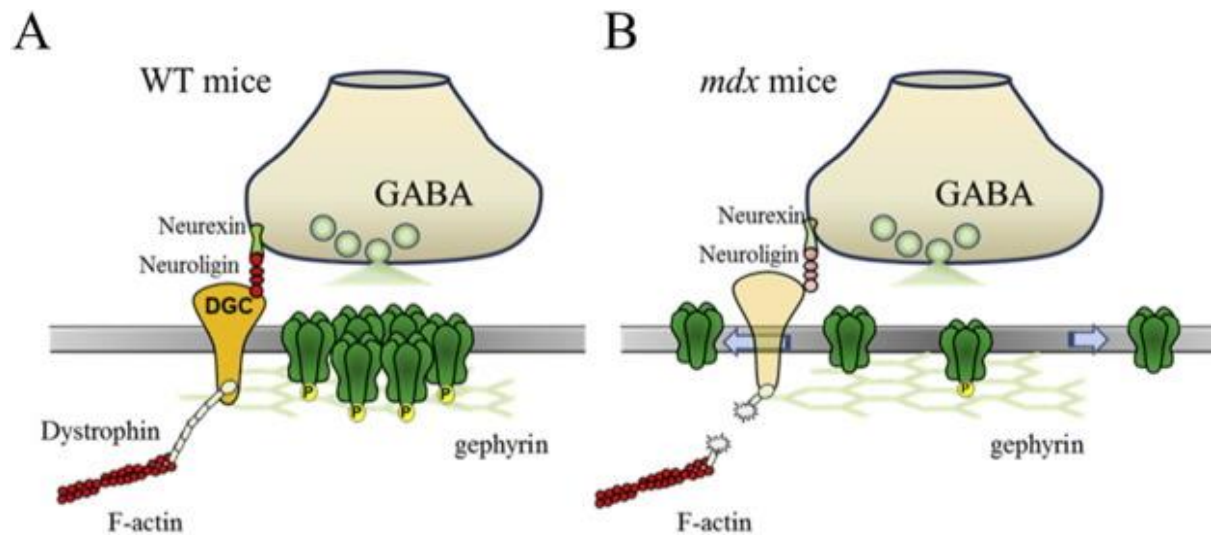 A
WT mice
GABA
Neurexin
Neuroligin
DGC
P
P
P
P
Dystrophin
gephyrin
F-actin
B
mdx mice
GABA
Neurexin
Neuroligin
P
gephyrin
F-actin